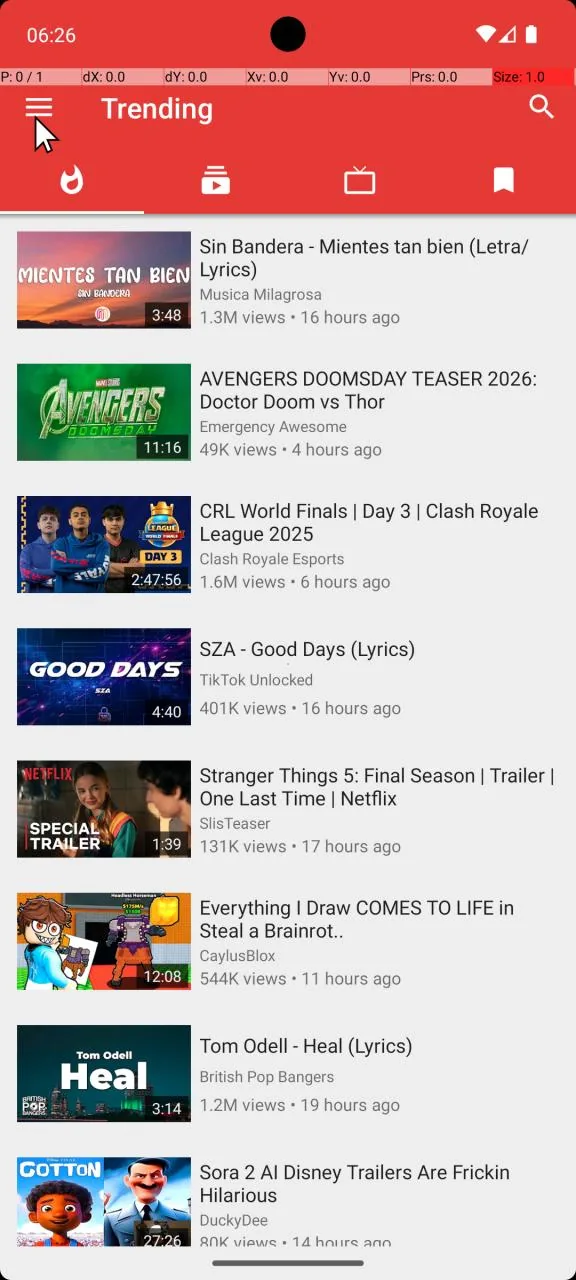 06:26
P: 0 / 1 dX: 0.0 dY: 0.0 Xv: 0.0 Yv: 0.0 Prs: 0.0 Size: 1.0
Trending
MIENTES TAN BIEN
SIN BANDERA
3:48
Sin Bandera - Mientes tan bien (Letra/
Lyrics)
Musica Milagrosa
1.3M views • 16 hours ago
AVENGERS
DOOMSDAY
11:16
AVENGERS DOOMSDAY TEASER 2026:
Doctor Doom vs Thor
Emergency Awesome
49K views • 4 hours ago
LEAGUE
WORLD FINALS
DAY 3
2:47:56
CRL World Finals | Day 3 | Clash Royale
League 2025
Clash Royale Esports
1.6M views • 6 hours ago
GOOD DAYS
SZA
4:40
SZA - Good Days (Lyrics)
TikTok Unlocked
401K views • 16 hours ago
NETFLIX
SPECIAL
TRAILER
1:39
Stranger Things 5: Final Season | Trailer |
One Last Time | Netflix
SlisTeaser
131K views • 17 hours ago
Headless Horseman
12:08
Everything I Draw COMES TO LIFE in
Steal a Brainrot..
CaylusBlox
544K views • 11 hours ago
Tom Odell
Heal
BRITISH
POP
BANGERS
3:14
Tom Odell - Heal (Lyrics)
British Pop Bangers
1.2M views • 19 hours ago
COTTON
27:26
Sora 2 AI Disney Trailers Are Frickin
Hilarious
DuckyDee
80K views • 14 hours ago